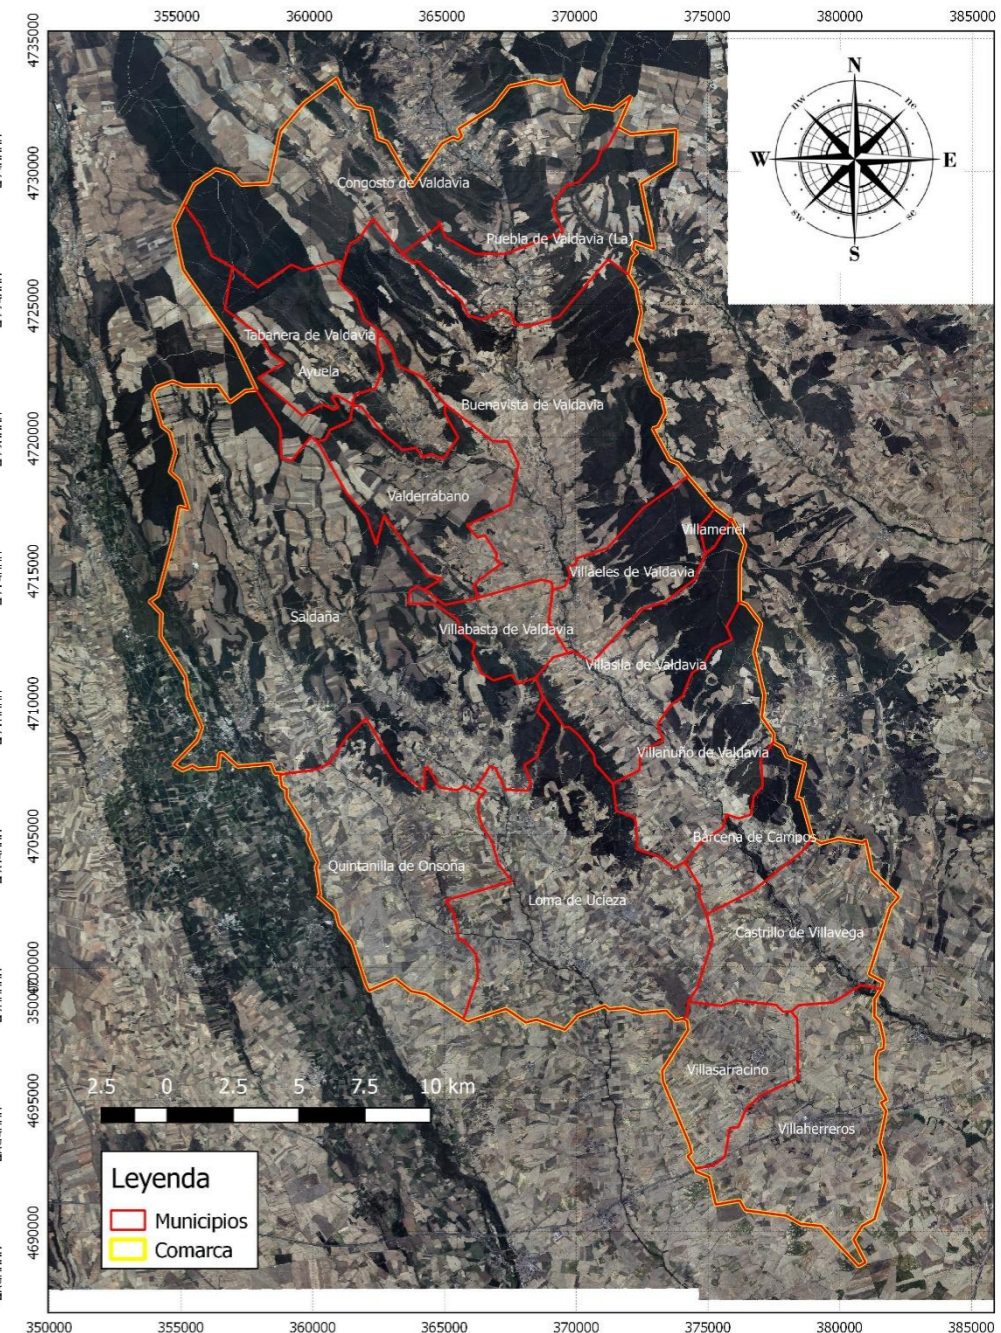 355000 360000 365000 370000 375000 380000 385000
4735000
4730000
4725000
4720000
4715000
4710000
4705000
4695000
4690000
N
nw ne
W E
sw se
S
Congosto de Valdavia
Puebla de Valdavia (La)
Tabanera de Valdavia
Ayuela
Buenavista de Valdavia
Valderrábano
Villameriel
Villaeles de Valdavia
Saldaña
Villabasta de Valdavia
Villasila de Valdavia
Villanuño de Valdavia
Bárcena de Campos
Quintanilla de Onsoña
Loma de Ucieza
Castrillo de Villavega
Villasarracino
Villaherreros
2.5 0 2.5 5 7.5 10 km
Leyenda
Municipios
Comarca
350000 355000 360000 365000 370000 375000 380000 385000